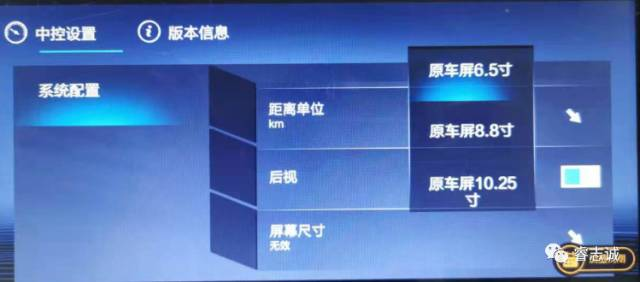 中控设置
版本信息
系统配置
距离单位
km
后视
屏幕尺寸
无效
原车屏6.5寸
原车屏8.8寸
原车屏10.25
寸
睿志诚